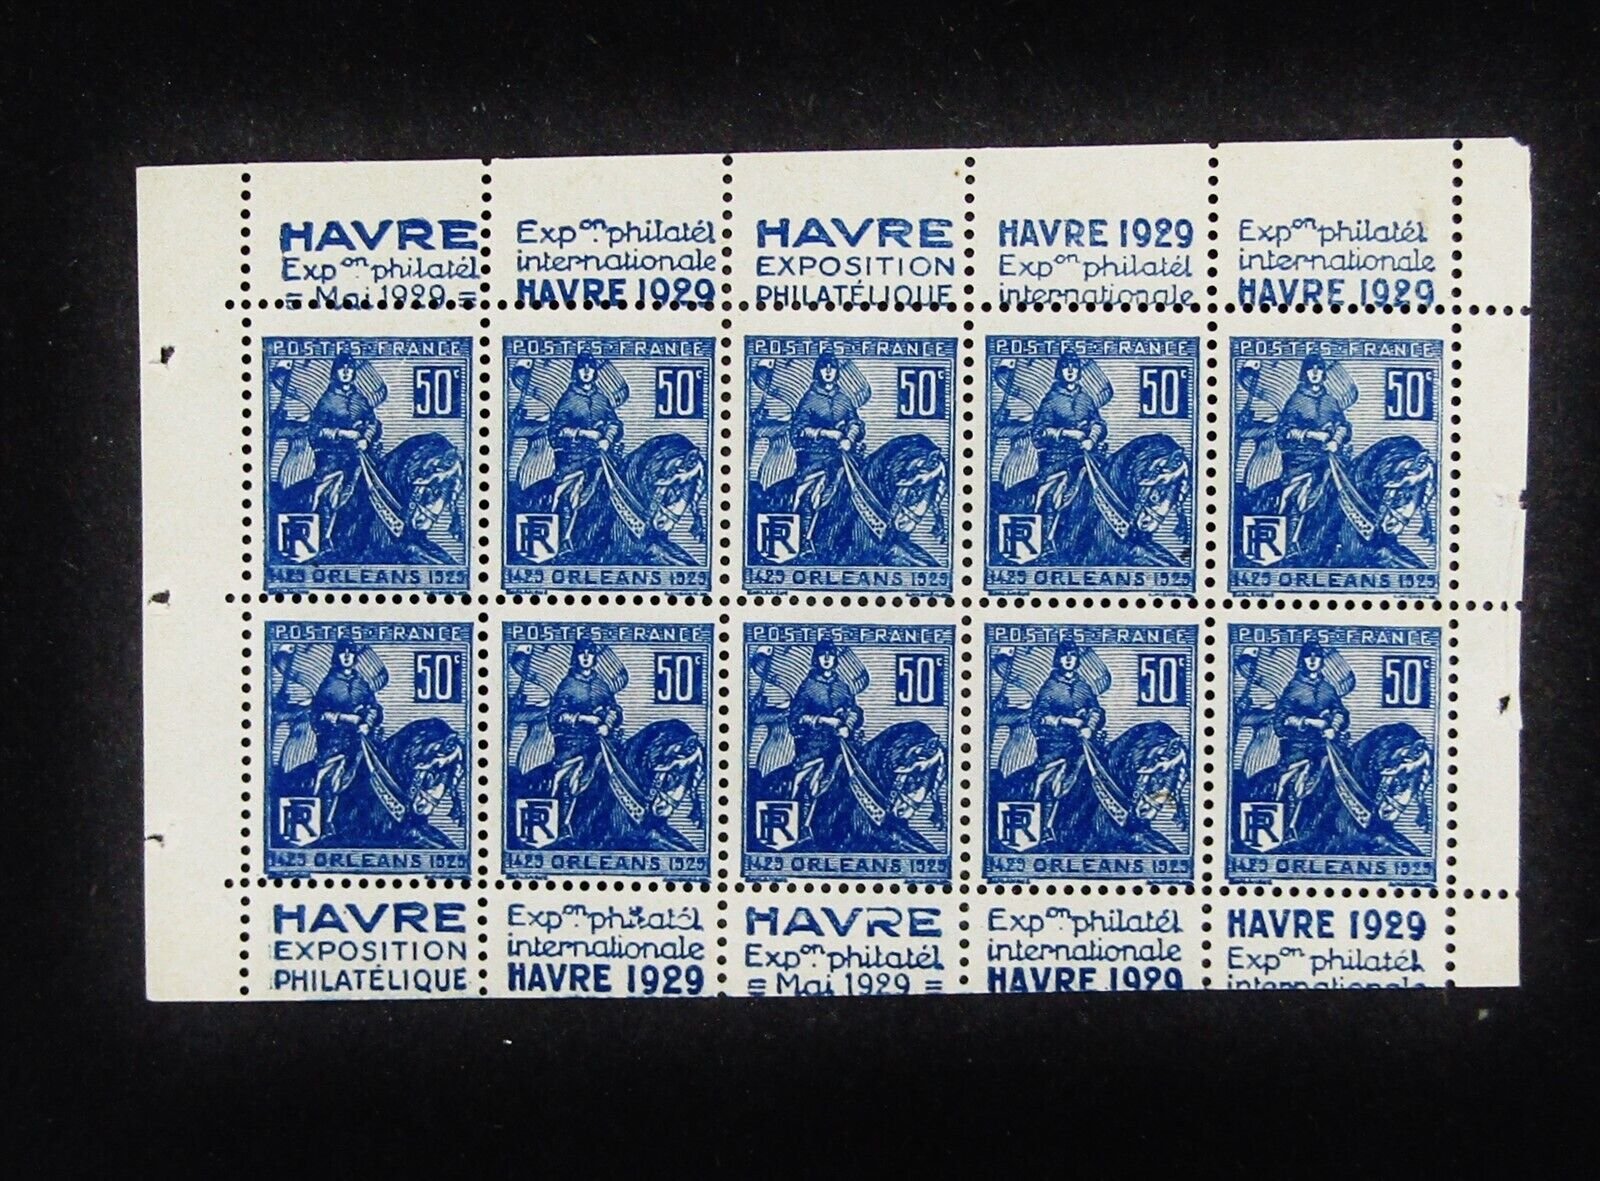 HAVRE
Expon philatél
= Mai 1929 =
Expon philatél
internationale
HAVRE 1929
HAVRE
EXPOSITION
PHILATÉLIQUE
HAVRE 1929
Expon philatél
internationale
Expon philatél
internationale
HAVRE 1929
POSTES·FRANCE
50c
RF
1429 ORLEANS 1929
POSTES·FRANCE
50c
RF
1429 ORLEANS 1929
POSTES·FRANCE
50c
RF
1429 ORLEANS 1929
POSTES·FRANCE
50c
RF
1429 ORLEANS 1929
POSTES·FRANCE
50c
RF
1429 ORLEANS 1929
POSTES·FRANCE
50c
RF
1429 ORLEANS 1929
POSTES·FRANCE
50c
RF
1429 ORLEANS 1929
POSTES·FRANCE
50c
RF
1429 ORLEANS 1929
POSTES·FRANCE
50c
RF
1429 ORLEANS 1929
POSTES·FRANCE
50c
RF
1429 ORLEANS 1929
HAVRE
EXPOSITION
PHILATÉLIQUE
Expon philatél
internationale
HAVRE 1929
HAVRE
Expon philatél
= Mai 1929 =
Expon philatél
internationale
HAVRE 1929
HAVRE 1929
Expon philatél
internationale